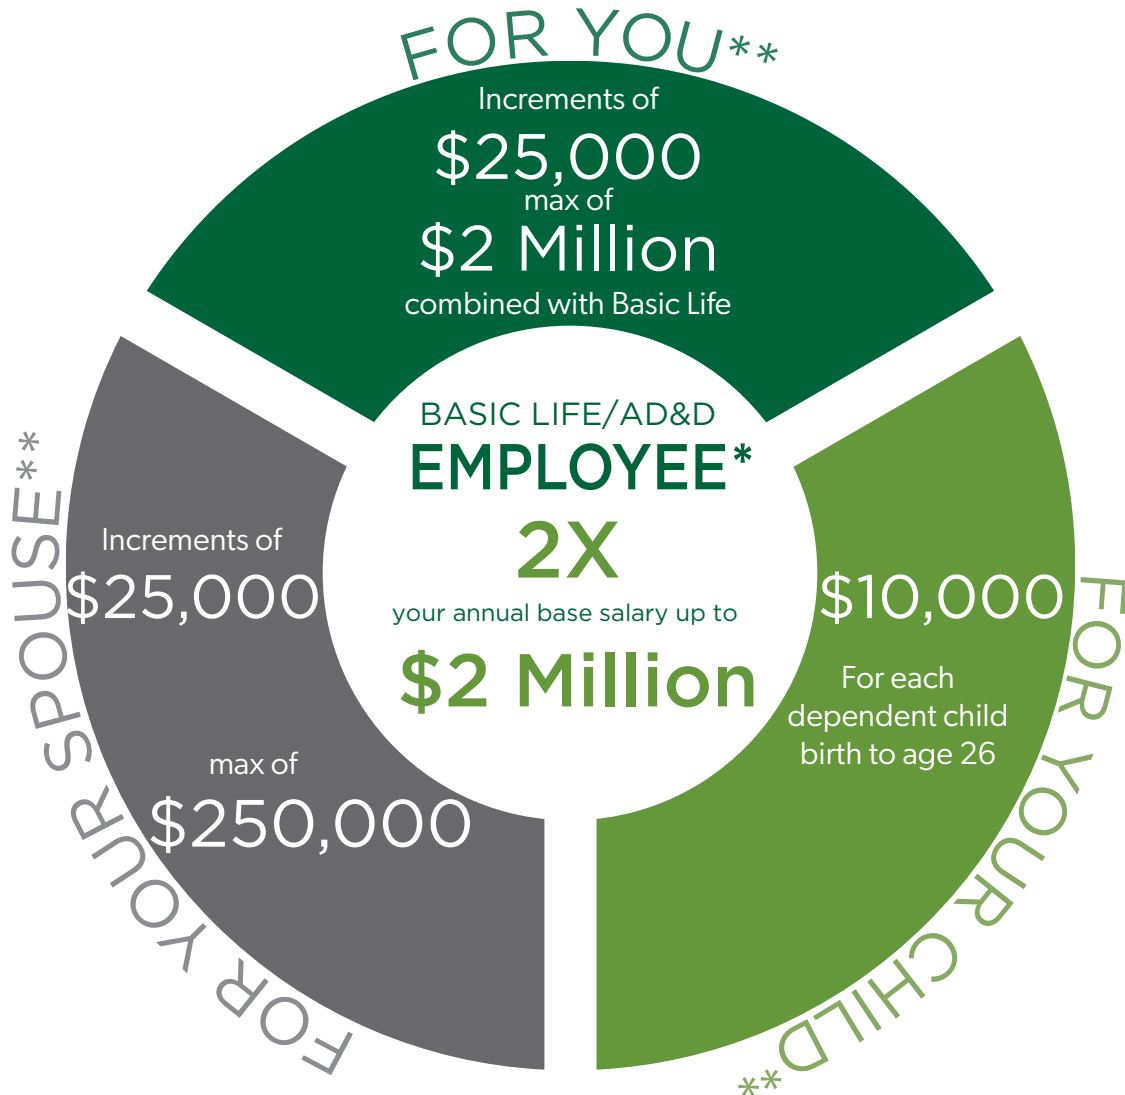 FOR YOU**
Increments of
$25,000
max of
$2 Million
combined with Basic Life
BASIC LIFE/AD&D
EMPLOYEE*
2X
your annual base salary up to
$2 Million
FOR YOUR SPOUSE**
Increments of
$25,000
max of
$250,000
FOR YOUR CHILD**
$10,000
For each
dependent child
birth to age 26